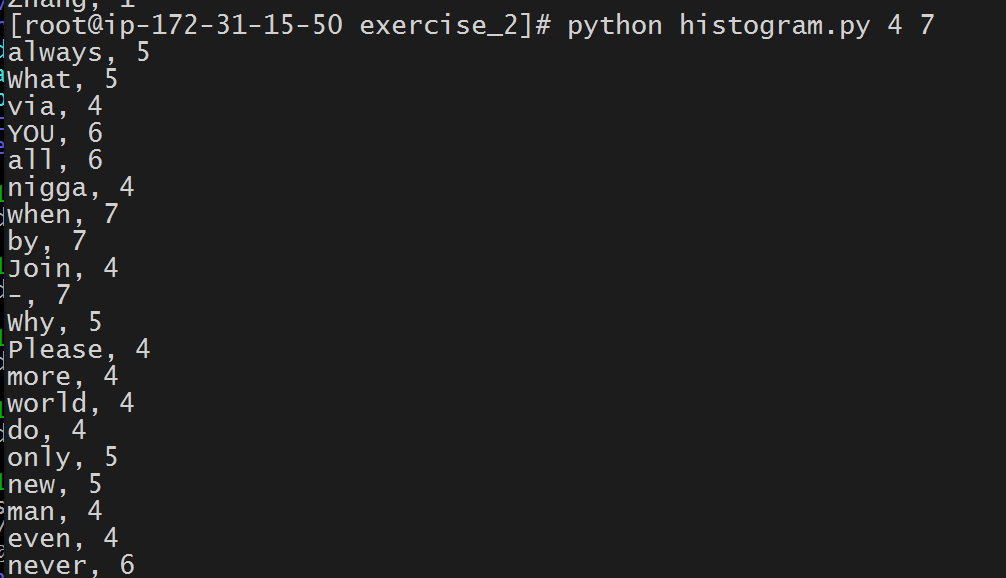 Zhang, 1
[root@ip-172-31-15-50 exercise_2]# python histogram.py 4 7
always, 5
What, 5
via, 4
YOU, 6
all, 6
nigga, 4
when, 7
by, 7
Join, 4
-, 7
Why, 5
Please, 4
more, 4
world, 4
do, 4
only, 5
new, 5
man, 4
even, 4
never, 6